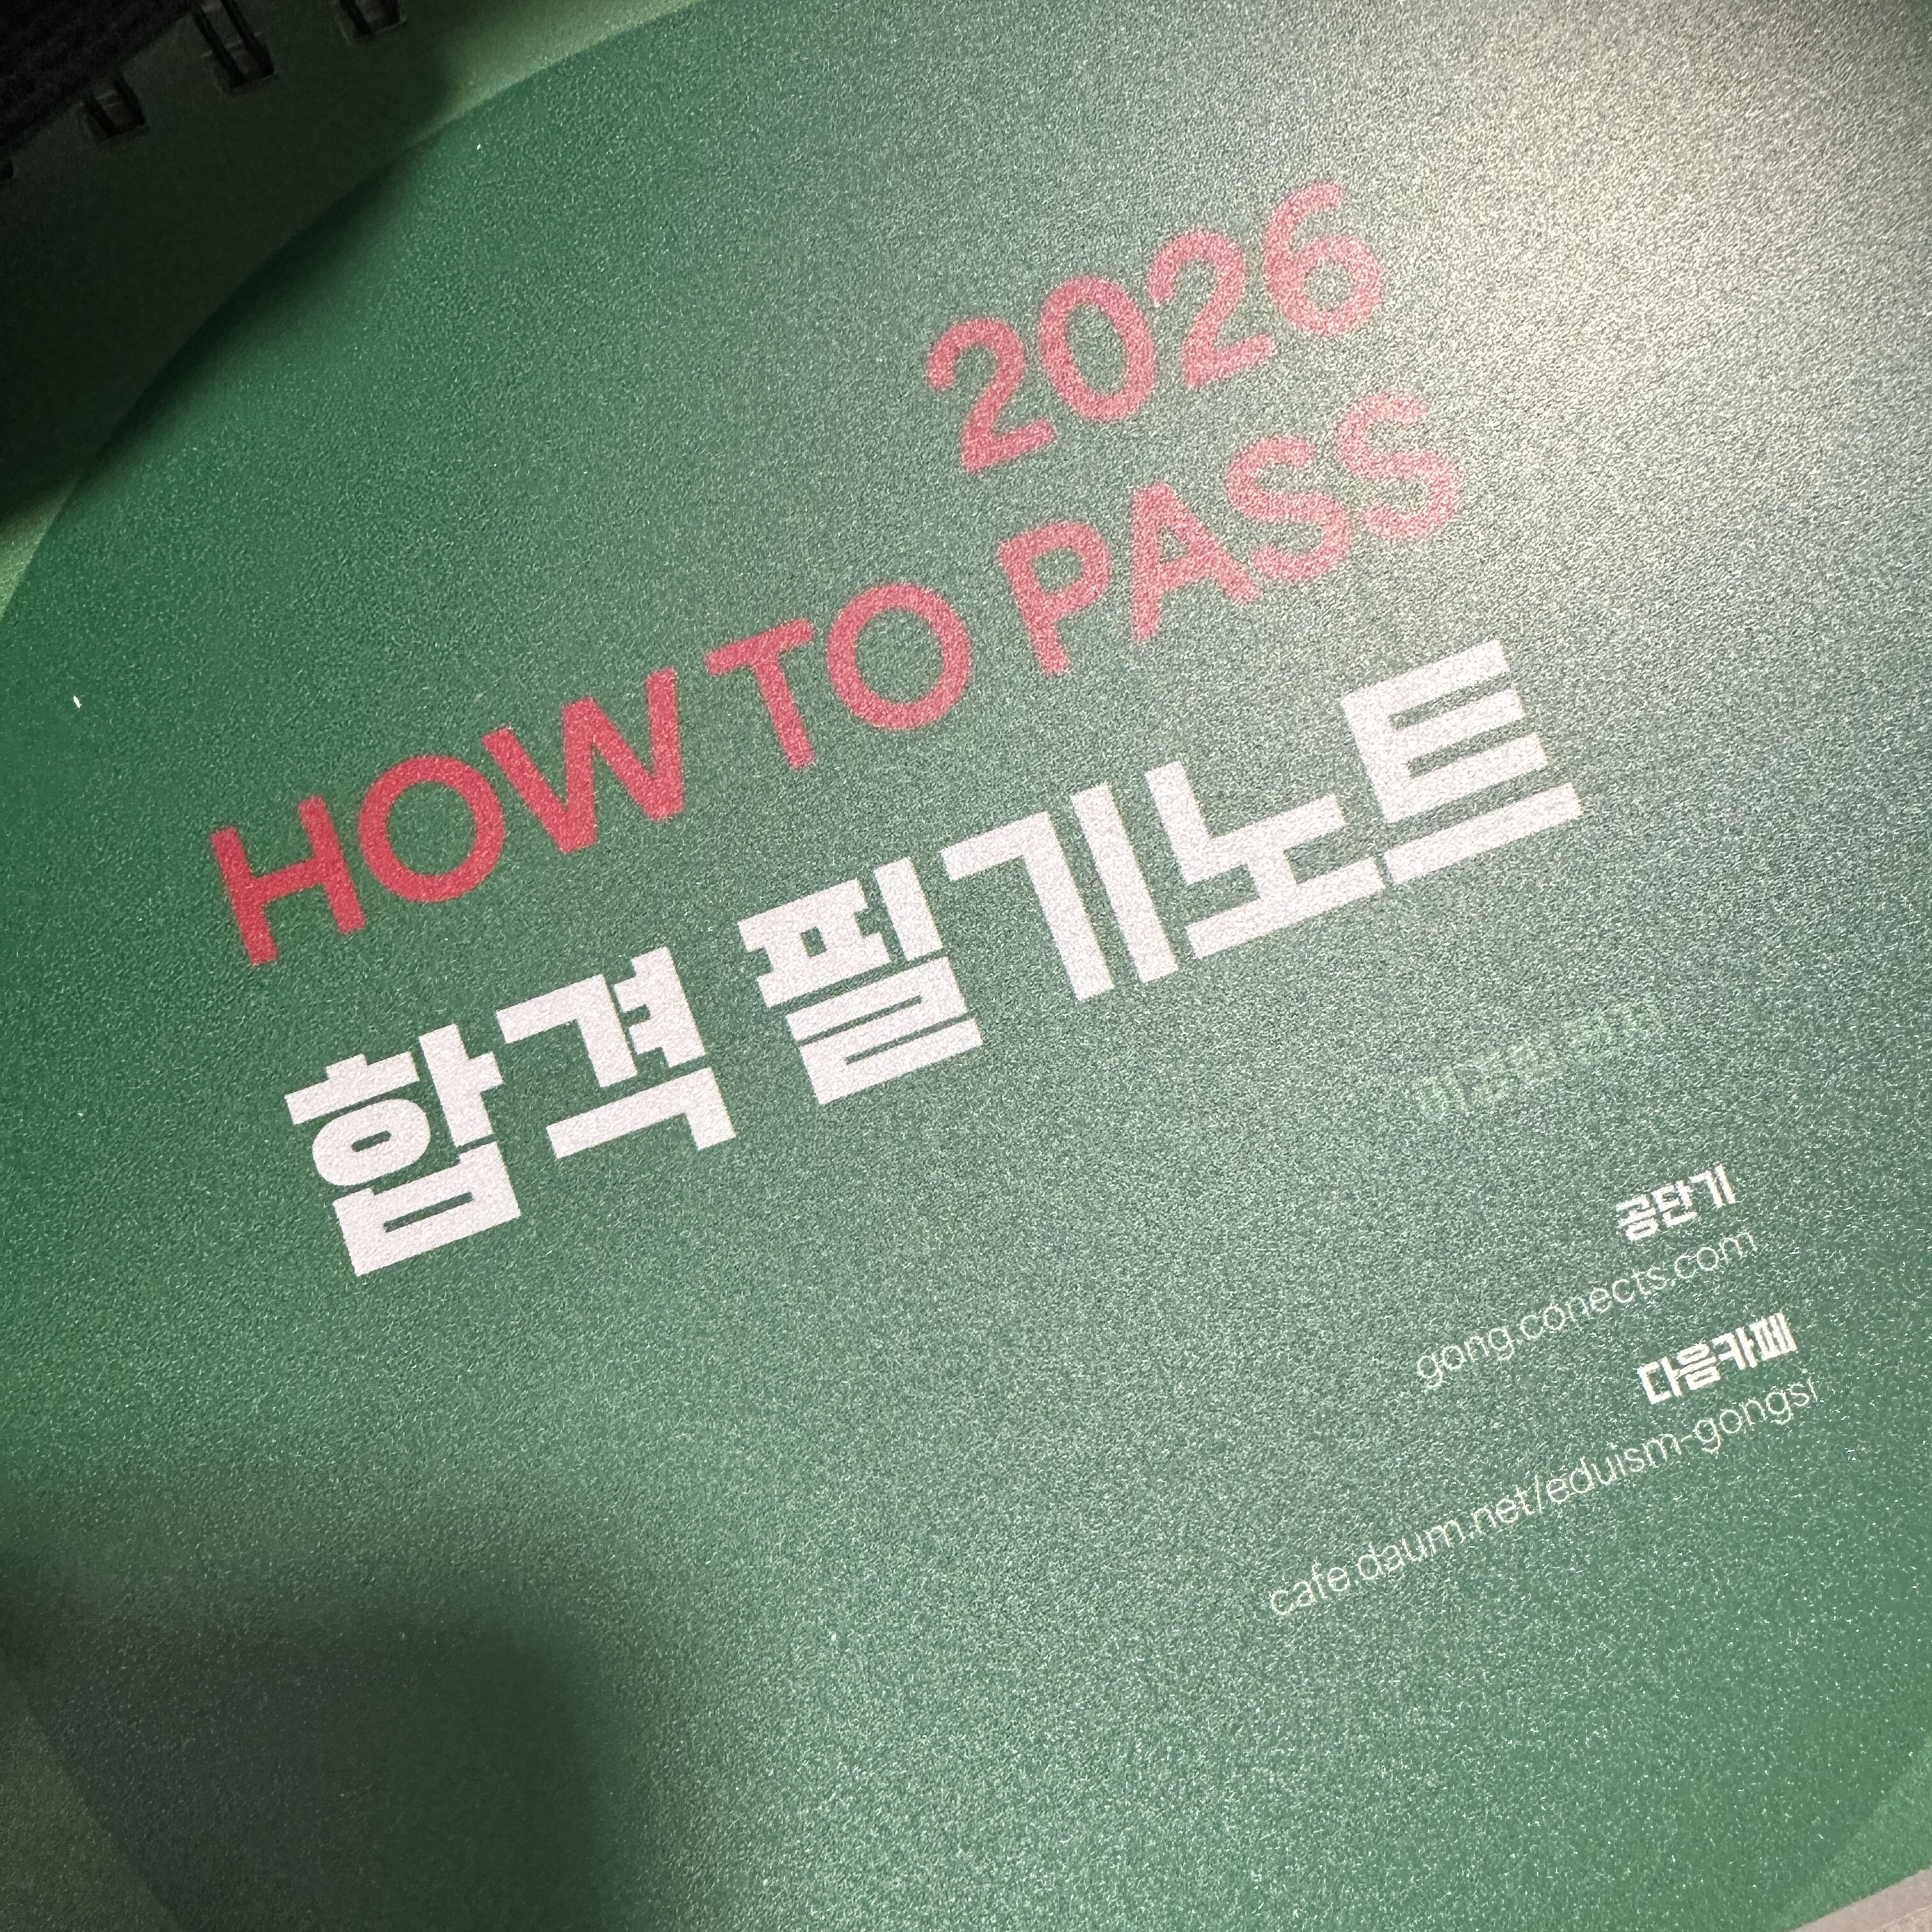 2026
HOW TO PASS
합격 필기노트
공단기
gong.conects.com
다음카페
cafe.daum.net/eduism-gongsi